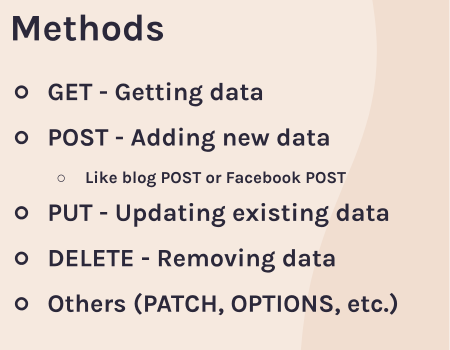 Methods
GET - Getting data
POST - Adding new data
Like blog POST or Facebook POST
PUT - Updating existing data
DELETE - Removing data
Others (PATCH, OPTIONS, etc.)